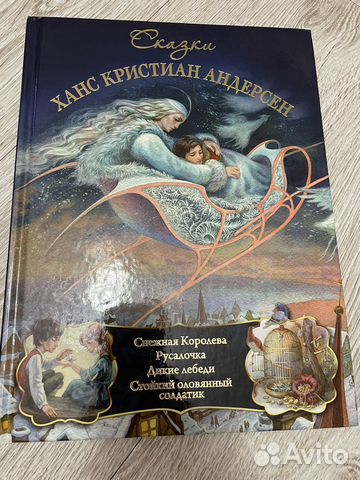 Сказки
ХАНС КРИСТИАН АНДЕРСЕН
Снежная Королева
Русалочка
Дикие лебеди
Стойкий оловянный
солдатик
Avito